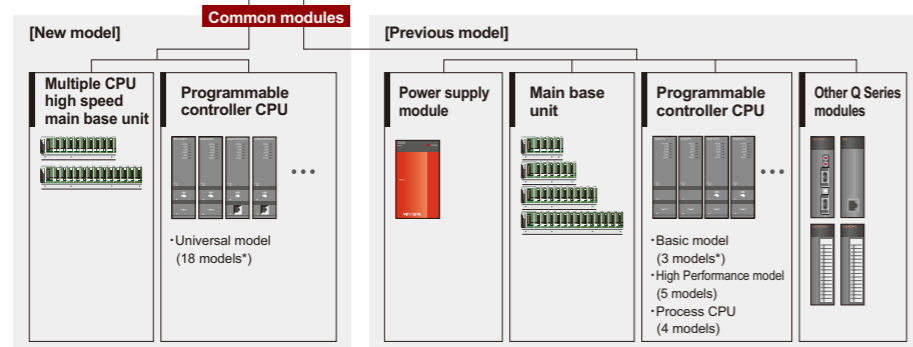 Common modules
[New model]
[Previous model]
Multiple CPU
high speed
main base unit
Programmable
controller CPU
・Universal model
(18 models*)
Power supply
module
Main base
unit
Programmable
controller CPU
・Basic model
(3 models*)
・High Performance model
(5 models)
・Process CPU
(4 models)
Other Q Series
modules